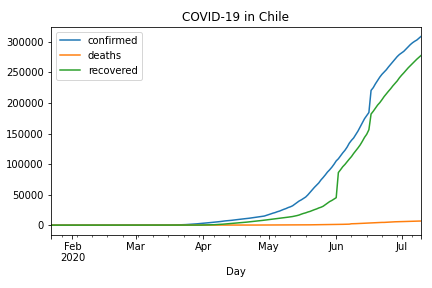 COVID-19 in Chile
confirmed
deaths
recovered
300000
250000
200000
150000
100000
50000
0
Feb Mar Apr May Jun Jul
2020
Day